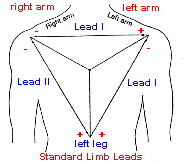 right arm
left arm
Right arm
Left arm
Lead I
- +
- -
Lead II
Lead I
+ +
left leg
Standard Limb Leads